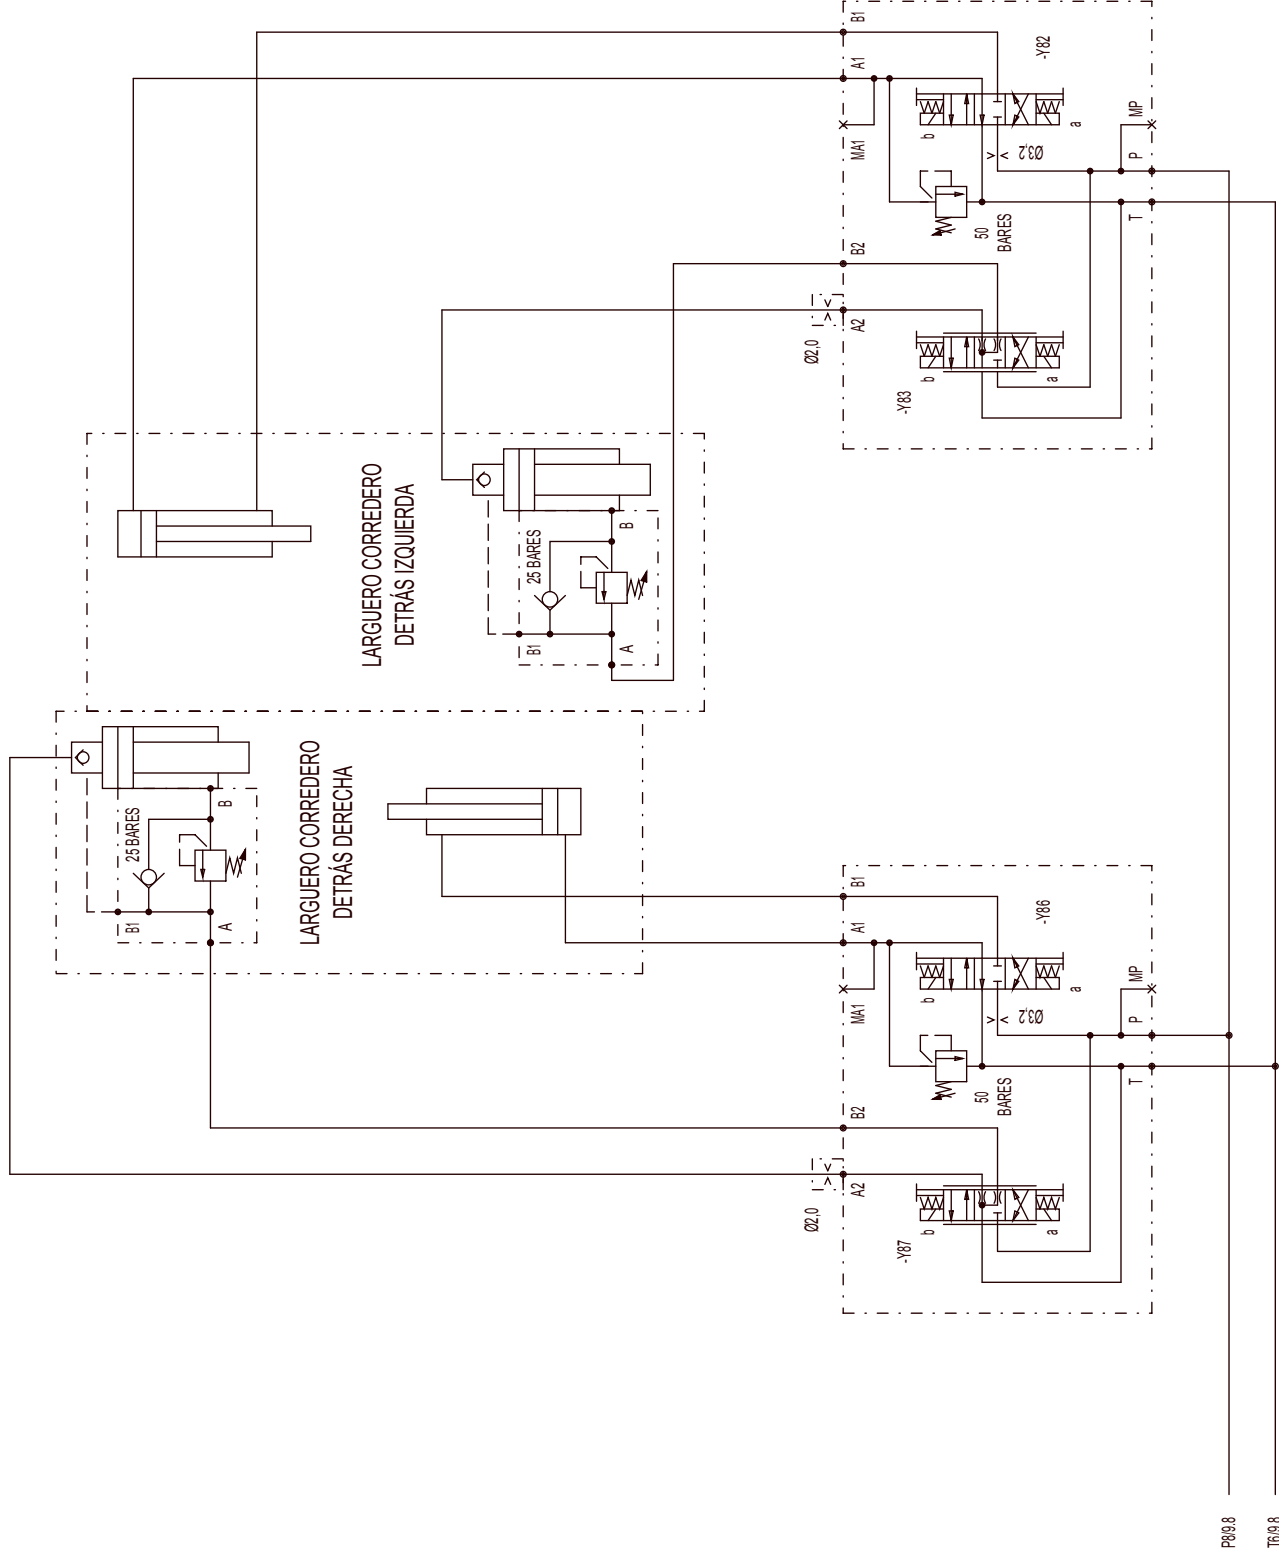 B1
A1
MA1
-Y82
b
a
Ø3,2
MP
P
T
50
BARES
B2
A2
Ø2,0
-Y83
b
a
LARGUERO CORREDERO
DETRÁS IZQUIERDA
25 BARES
B
B1
A
LARGUERO CORREDERO
DETRÁS DERECHA
25 BARES
B
B1
A
B1
A1
MA1
-Y86
b
a
Ø3,2
MP
P
T
50
BARES
B2
A2
Ø2,0
-Y87
b
a
P8/9.8
T6/9.8